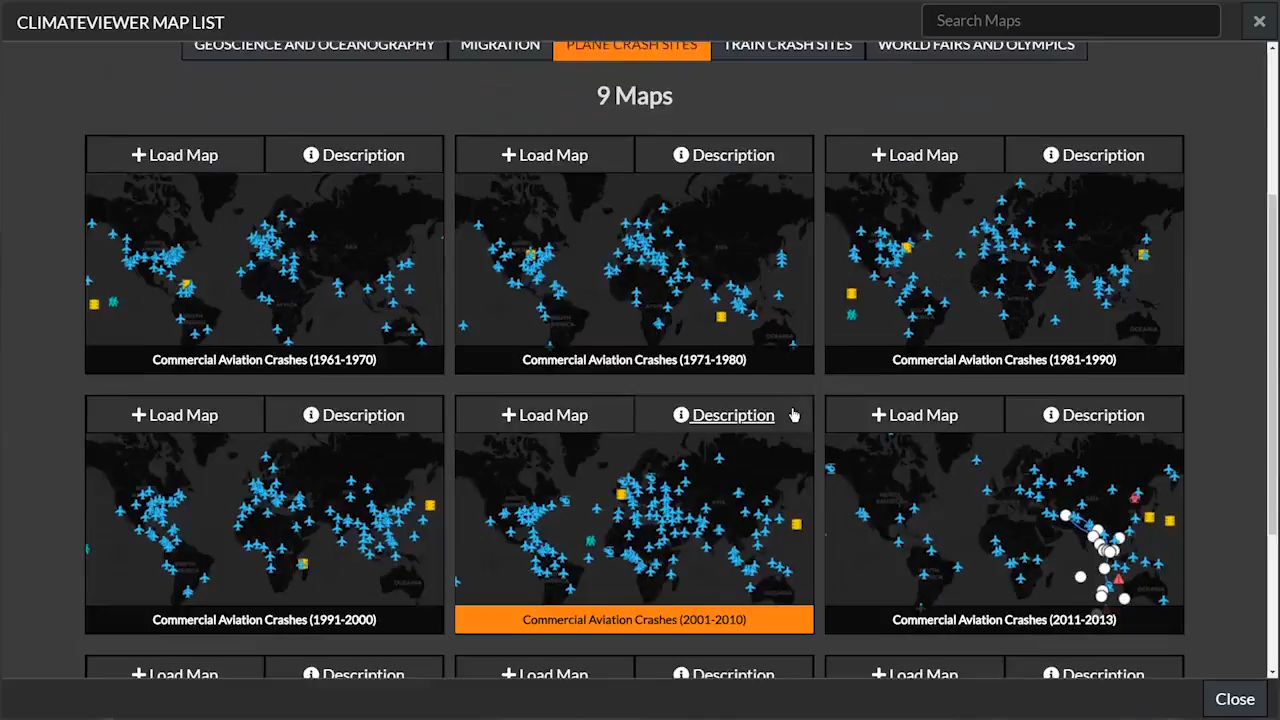 CLIMATEVIEWER MAP LIST
Search Maps
GEOSCIENCE AND OCEANOGRAPHY
MIGRATION
PLANE CRASH SITES
TRAIN CRASH SITES
WORLD FAIRS AND OLYMPICS
9 Maps
Load Map
Description
Load Map
Description
Load Map
Description
Commercial Aviation Crashes (1961-1970)
Commercial Aviation Crashes (1971-1980)
Commercial Aviation Crashes (1981-1990)
Load Map
Description
Load Map
Description
Load Map
Description
Commercial Aviation Crashes (1991-2000)
Commercial Aviation Crashes (2001-2010)
Commercial Aviation Crashes (2011-2013)
Load Map
Description
Load Map
Description
Load Map
Description
Close